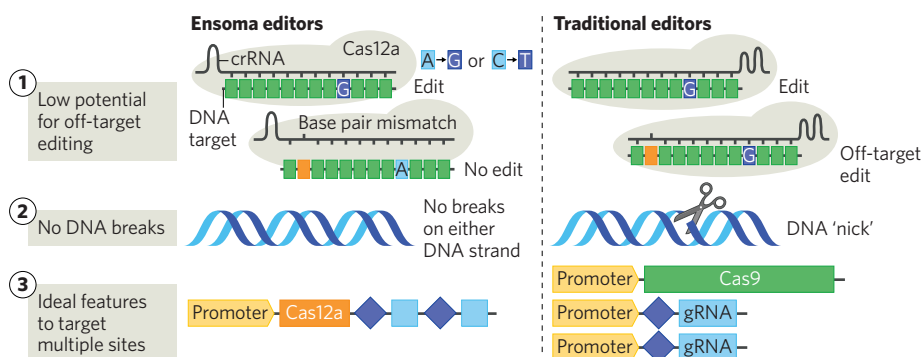 Ensoma editors
Traditional editors
1
Low potential
for off-target
editing
crRNA
Cas12a
A→G or C→T
G
Edit
DNA
target
Base pair mismatch
A
No edit
G
Edit
G
Off-target
edit
2
No DNA breaks
No breaks
on either
DNA strand
DNA ‘nick’
3
Ideal features
to target
multiple sites
Promoter Cas12a
Promoter Cas9
Promoter gRNA
Promoter gRNA